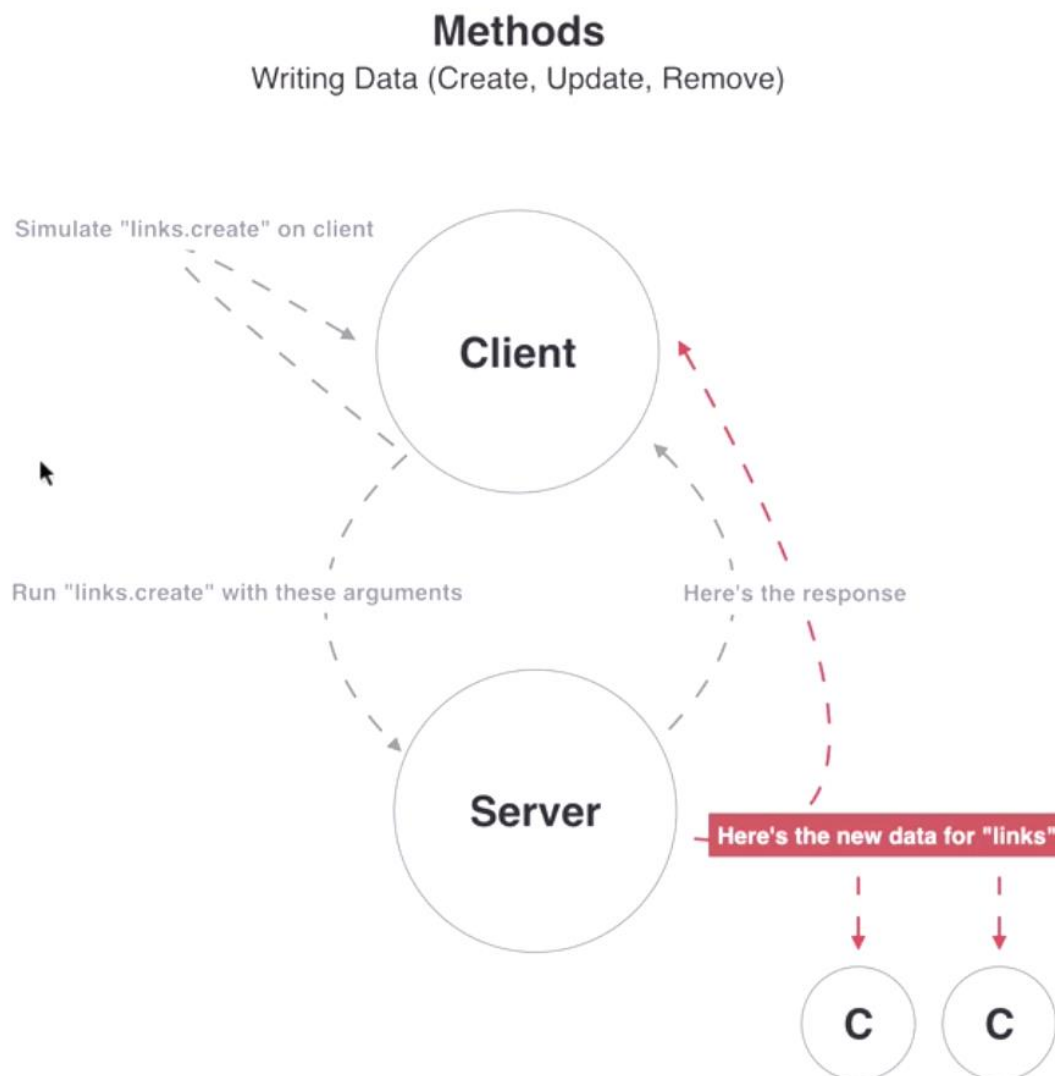 Methods
Writing Data (Create, Update, Remove)
Simulate "links.create" on client
Client
Run "links.create" with these arguments
Here's the response
Server
Here's the new data for "links"
C
C